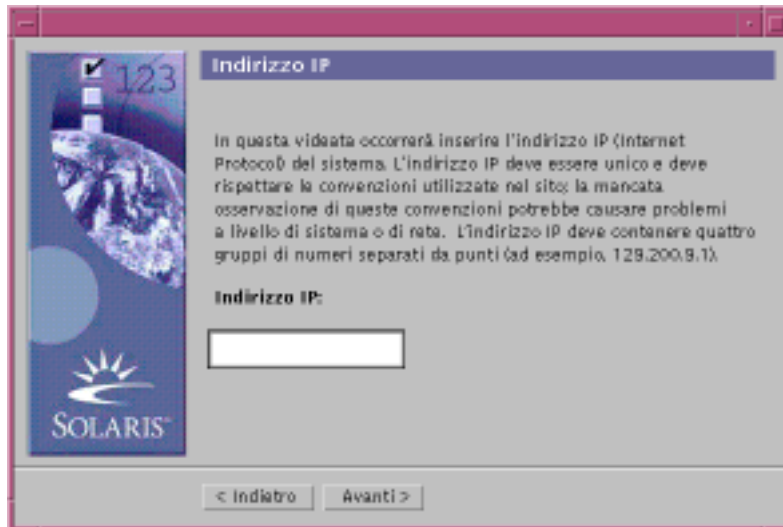 123
Indirizzo IP
In questa videata occorrerà inserire l'indirizzo IP (Internet
Protocol) del sistema. L'indirizzo IP deve essere unico e deve
rispettare le convenzioni utilizzate nel sito; la mancata
osservazione di queste convenzioni potrebbe causare problemi
a livello di sistema o di rete. L'indirizzo IP deve contenere quattro
gruppi di numeri separati da punti (ad esempio, 129.200.9.1).
Indirizzo IP:
SOLARIS™
< Indietro
Avanti >